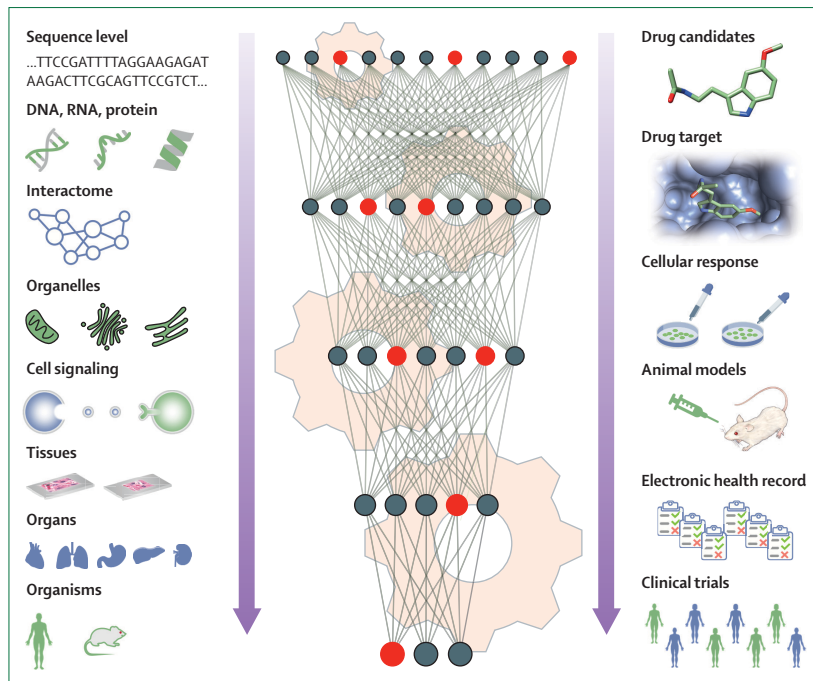 Sequence level
...TTCCGATTTTAGGAAGAGAT
AAGACTTCGCAGTTCCGTCT...
DNA, RNA, protein
Interactome
Organelles
Cell signaling
Tissues
Organs
Organisms
Drug candidates
Drug target
Cellular response
Animal models
Electronic health record
Clinical trials